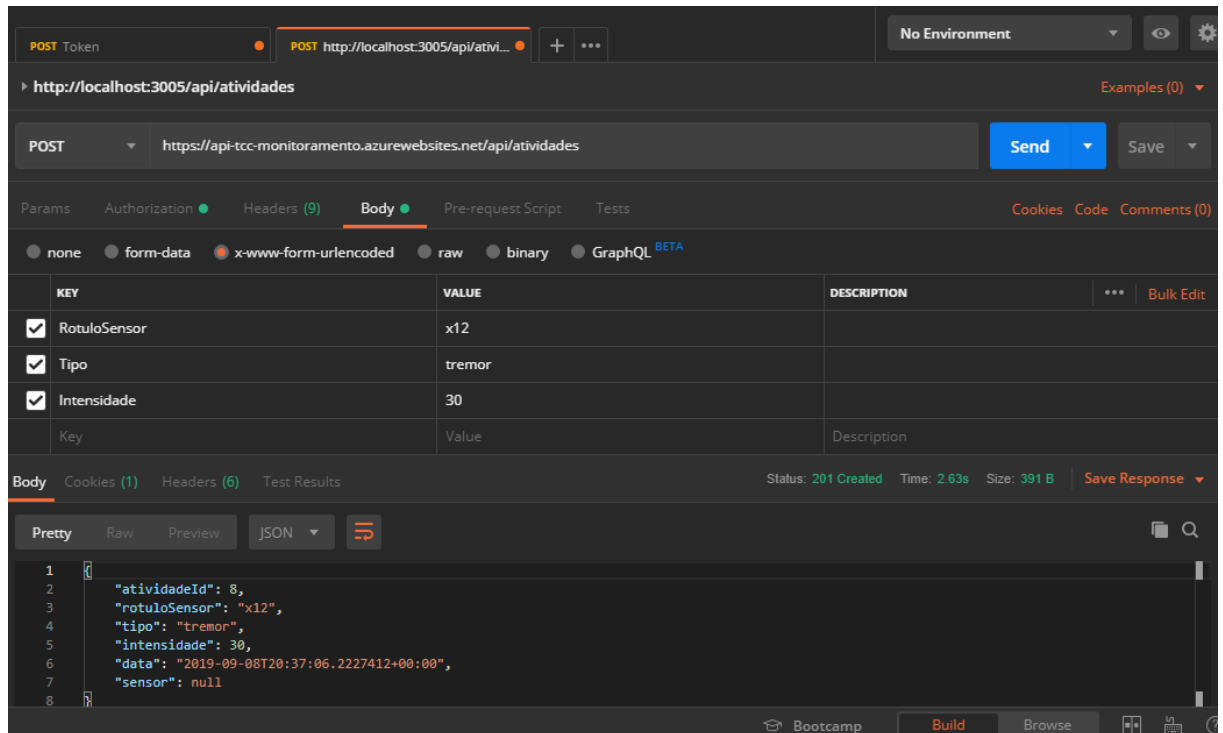 POST Token
POST http://localhost:3005/api/ativi...
No Environment
http://localhost:3005/api/atividades
Examples (0)
POST
https://api-tcc-monitoramento.azurewebsites.net/api/atividades
Send
Save
Params Authorization Headers (9) Body Pre-request Script Tests
Cookies Code Comments (0)
none form-data x-www-form-urlencoded raw binary GraphQL BETA
KEY VALUE DESCRIPTION ... Bulk Edit
RotuloSensor x12
Tipo tremor
Intensidade 30
Key Value Description
Body Cookies (1) Headers (6) Test Results
Status: 201 Created Time: 2.63s Size: 391 B Save Response
Pretty Raw Preview JSON
1 {
2 "atividadeId": 8,
3 "rotuloSensor": "x12",
4 "tipo": "tremor",
5 "intensidade": 30,
6 "data": "2019-09-08T20:37:06.2227412+00:00",
7 "sensor": null
8 }
Bootcamp Build Browse